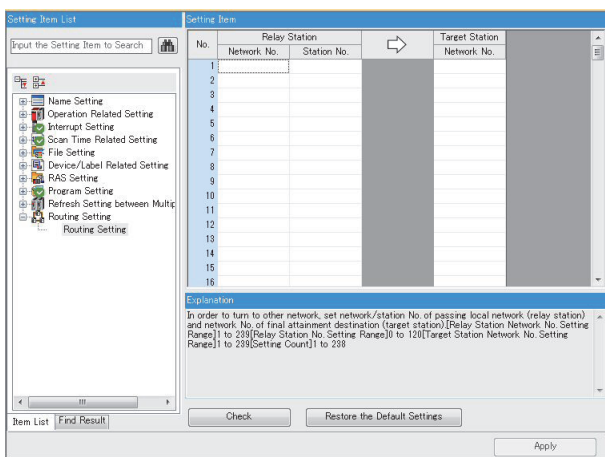 Setting Item List
Input the Setting Item to Search
Name Setting
Operation Related Setting
Interrupt Setting
Scan Time Related Setting
File Setting
Device/Label Related Setting
RAS Setting
Program Setting
Refresh Setting between Multip
Routing Setting
Routing Setting
Item List Find Result
Setting Item
No. Relay Station Target Station
Network No. Station No. Network No.
1
2
3
4
5
6
7
8
9
10
11
12
13
14
15
16
Explanation
In order to turn to other network, set network/station No. of passing local network (relay station)
and network No. of final attainment destination (target station).[Relay Station Network No. Setting
Range]1 to 239[Relay Station No. Setting Range]0 to 120[Target Station Network No. Setting
Range]1 to 239[Setting Count]1 to 238
Check Restore the Default Settings
Apply